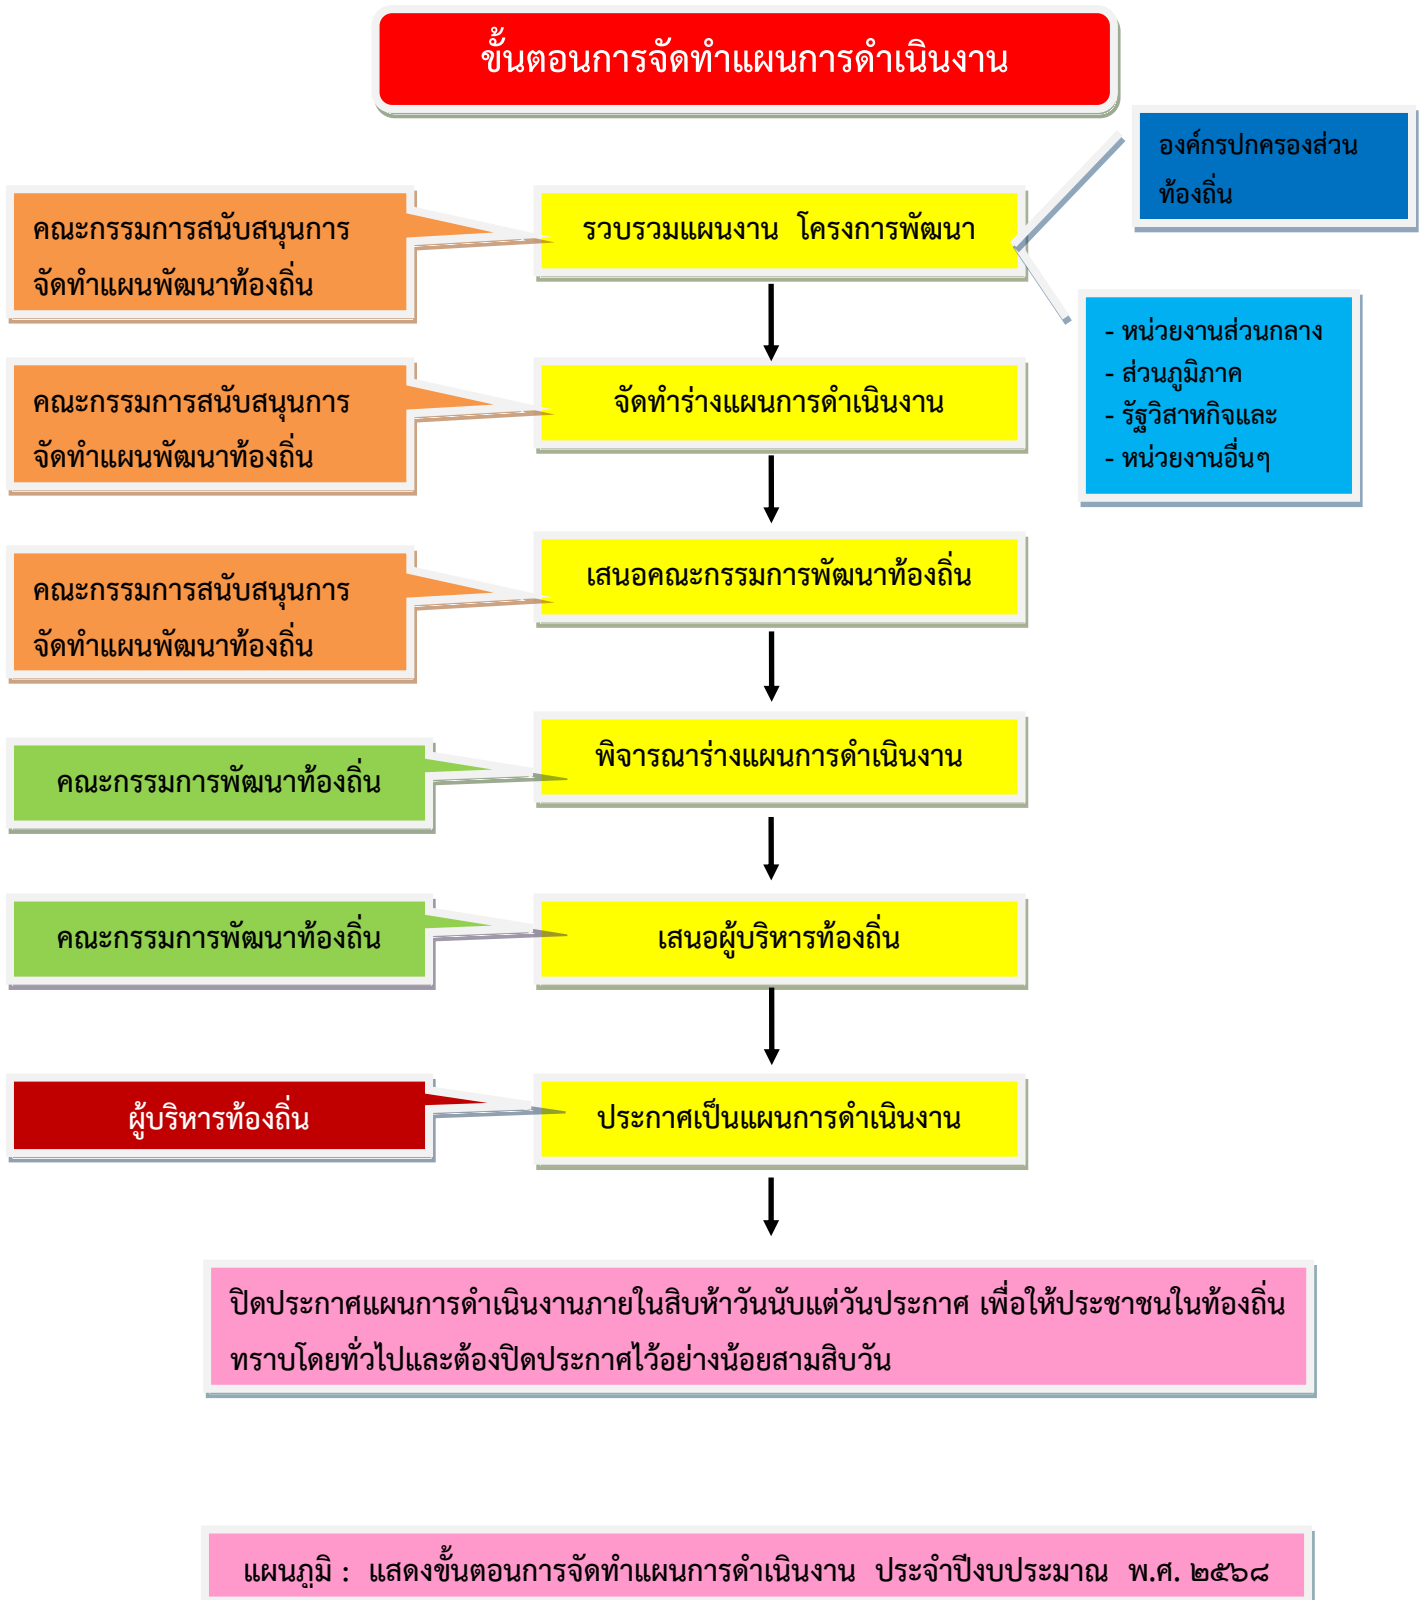 ขั้นตอนการจัดทำแผนการดำเนินงาน
องค์กรปกครองส่วน
ท้องถิ่น
คณะกรรมการสนับสนุนการ
จัดทำแผนพัฒนาท้องถิ่น
รวบรวมแผนงาน โครงการพัฒนา
- หน่วยงานส่วนกลาง
- ส่วนภูมิภาค
- รัฐวิสาหกิจและ
- หน่วยงานอื่นๆ
คณะกรรมการสนับสนุนการ
จัดทำแผนพัฒนาท้องถิ่น
จัดทำร่างแผนการดำเนินงาน
คณะกรรมการสนับสนุนการ
จัดทำแผนพัฒนาท้องถิ่น
เสนอคณะกรรมการพัฒนาท้องถิ่น
คณะกรรมการพัฒนาท้องถิ่น
พิจารณาร่างแผนการดำเนินงาน
คณะกรรมการพัฒนาท้องถิ่น
เสนอผู้บริหารท้องถิ่น
ผู้บริหารท้องถิ่น
ประกาศเป็นแผนการดำเนินงาน
ปิดประกาศแผนการดำเนินงานภายในสิบห้าวันนับแต่วันประกาศ เพื่อให้ประชาชนในท้องถิ่น
ทราบโดยทั่วไปและต้องปิดประกาศไว้อย่างน้อยสามสิบวัน
แผนภูมิ : แสดงขั้นตอนการจัดทำแผนการดำเนินงาน ประจำปีงบประมาณ พ.ศ. ๒๕๖๘